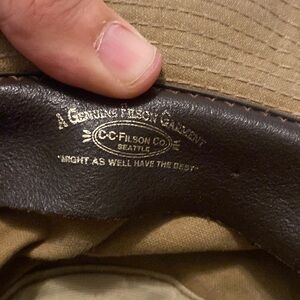 A GENUINE FILSON GARMENT
C·C·FILSON CO.
SEATTLE
"MIGHT AS WELL HAVE THE BEST"